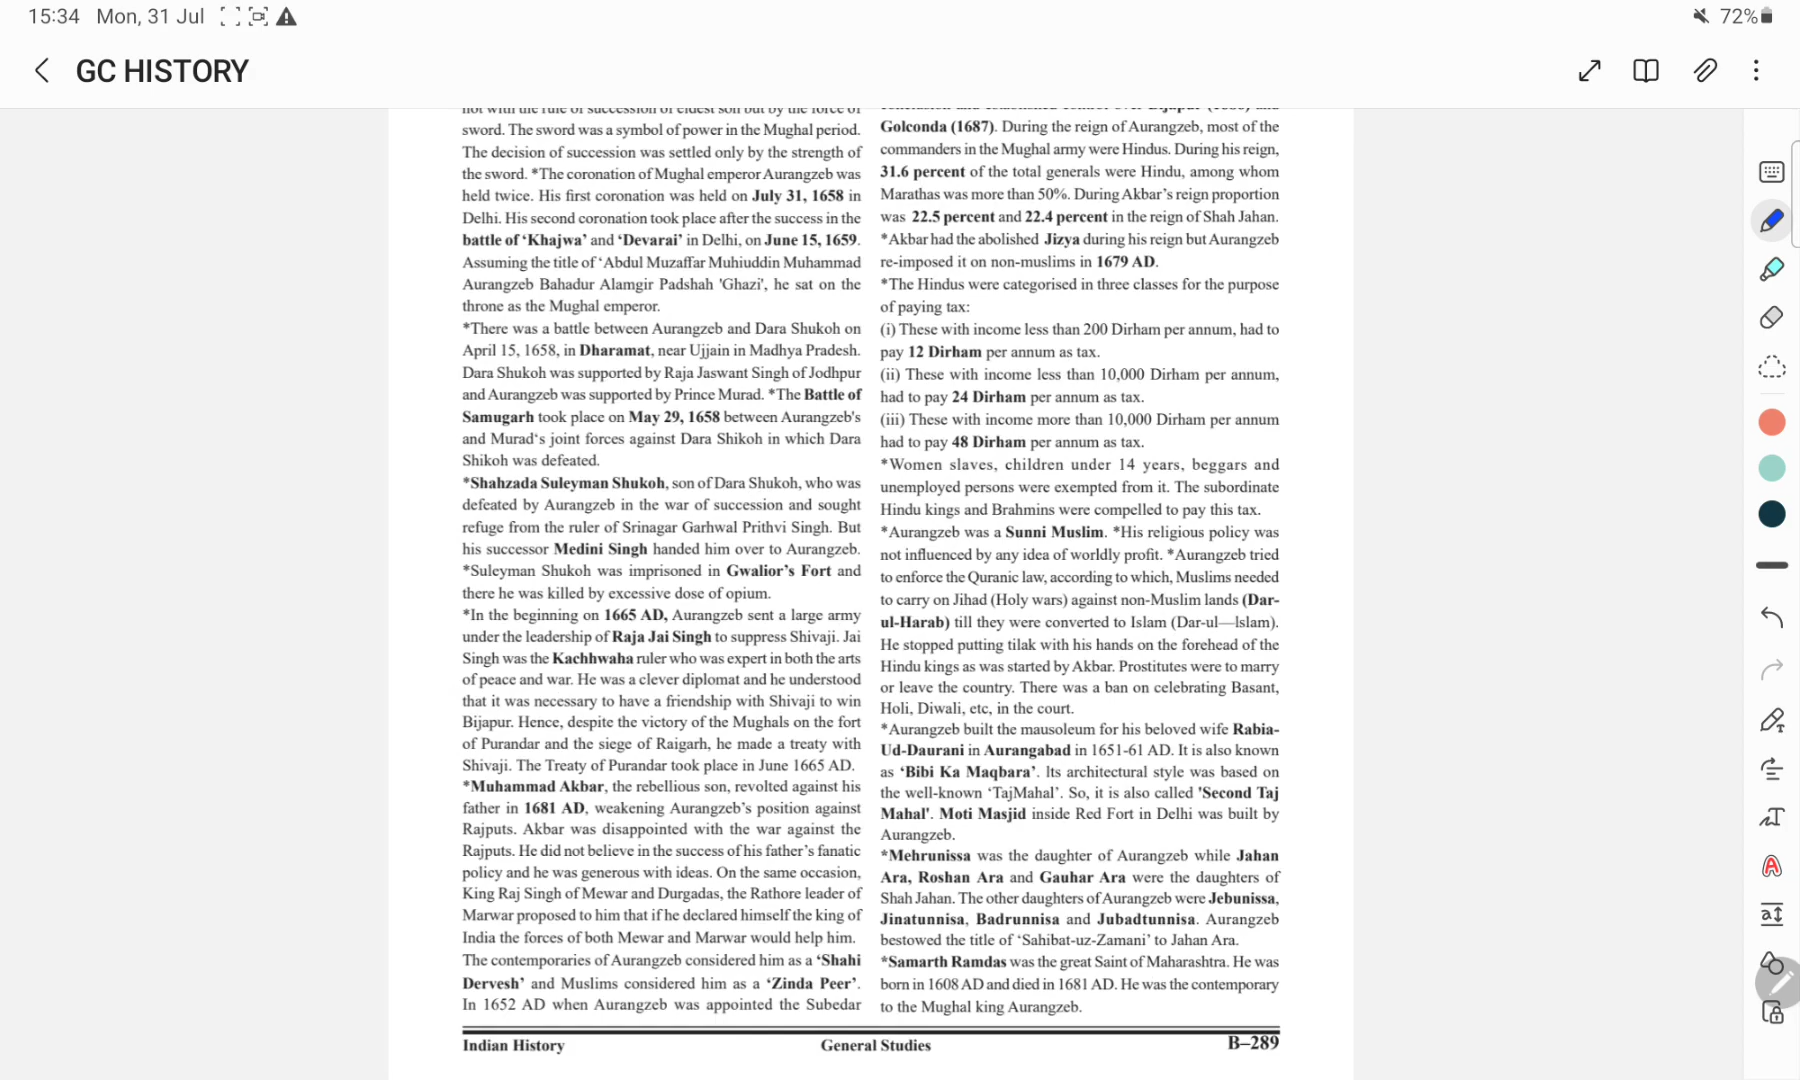 15:34 Mon, 31 Jul
72%
GC HISTORY
not with the rule of succession of eldest son but by the force of
sword. The sword was a symbol of power in the Mughal period.
The decision of succession was settled only by the strength of
the sword. *The coronation of Mughal emperor Aurangzeb was
held twice. His first coronation was held on July 31, 1658 in
Delhi. His second coronation took place after the success in the
battle of ‘Khajwa’ and ‘Devarai’ in Delhi, on June 15, 1659.
Assuming the title of ‘Abdul Muzaffar Muhiuddin Muhammad
Aurangzeb Bahadur Alamgir Padshah 'Ghazi', he sat on the
throne as the Mughal emperor.
*There was a battle between Aurangzeb and Dara Shukoh on
April 15, 1658, in Dharamat, near Ujjain in Madhya Pradesh.
Dara Shukoh was supported by Raja Jaswant Singh of Jodhpur
and Aurangzeb was supported by Prince Murad. *The Battle of
Samugarh took place on May 29, 1658 between Aurangzeb's
and Murad‘s joint forces against Dara Shikoh in which Dara
Shikoh was defeated.
*Shahzada Suleyman Shukoh, son of Dara Shukoh, who was
defeated by Aurangzeb in the war of succession and sought
refuge from the ruler of Srinagar Garhwal Prithvi Singh. But
his successor Medini Singh handed him over to Aurangzeb.
*Suleyman Shukoh was imprisoned in Gwalior’s Fort and
there he was killed by excessive dose of opium.
*In the beginning on 1665 AD, Aurangzeb sent a large army
under the leadership of Raja Jai Singh to suppress Shivaji. Jai
Singh was the Kachhwaha ruler who was expert in both the arts
of peace and war. He was a clever diplomat and he understood
that it was necessary to have a friendship with Shivaji to win
Bijapur. Hence, despite the victory of the Mughals on the fort
of Purandar and the siege of Raigarh, he made a treaty with
Shivaji. The Treaty of Purandar took place in June 1665 AD.
*Muhammad Akbar, the rebellious son, revolted against his
father in 1681 AD, weakening Aurangzeb’s position against
Rajputs. Akbar was disappointed with the war against the
Rajputs. He did not believe in the success of his father’s fanatic
policy and he was generous with ideas. On the same occasion,
King Raj Singh of Mewar and Durgadas, the Rathore leader of
Marwar proposed to him that if he declared himself the king of
India the forces of both Mewar and Marwar would help him.
The contemporaries of Aurangzeb considered him as a ‘Shahi
Dervesh’ and Muslims considered him as a ‘Zinda Peer’.
In 1652 AD when Aurangzeb was appointed the Subedar
conclusion and established control over Bijapur (1686) and
Golconda (1687). During the reign of Aurangzeb, most of the
commanders in the Mughal army were Hindus. During his reign,
31.6 percent of the total generals were Hindu, among whom
Marathas was more than 50%. During Akbar’s reign proportion
was 22.5 percent and 22.4 percent in the reign of Shah Jahan.
*Akbar had the abolished Jizya during his reign but Aurangzeb
re-imposed it on non-muslims in 1679 AD.
*The Hindus were categorised in three classes for the purpose
of paying tax:
(i) These with income less than 200 Dirham per annum, had to
pay 12 Dirham per annum as tax.
(ii) These with income less than 10,000 Dirham per annum,
had to pay 24 Dirham per annum as tax.
(iii) These with income more than 10,000 Dirham per annum
had to pay 48 Dirham per annum as tax.
*Women slaves, children under 14 years, beggars and
unemployed persons were exempted from it. The subordinate
Hindu kings and Brahmins were compelled to pay this tax.
*Aurangzeb was a Sunni Muslim. *His religious policy was
not influenced by any idea of worldly profit. *Aurangzeb tried
to enforce the Quranic law, according to which, Muslims needed
to carry on Jihad (Holy wars) against non-Muslim lands (Dar-
ul-Harab) till they were converted to Islam (Dar-ul—lslam).
He stopped putting tilak with his hands on the forehead of the
Hindu kings as was started by Akbar. Prostitutes were to marry
or leave the country. There was a ban on celebrating Basant,
Holi, Diwali, etc, in the court.
*Aurangzeb built the mausoleum for his beloved wife Rabia-
Ud-Daurani in Aurangabad in 1651-61 AD. It is also known
as ‘Bibi Ka Maqbara’. Its architectural style was based on
the well-known ‘TajMahal’. So, it is also called 'Second Taj
Mahal'. Moti Masjid inside Red Fort in Delhi was built by
Aurangzeb.
*Mehrunissa was the daughter of Aurangzeb while Jahan
Ara, Roshan Ara and Gauhar Ara were the daughters of
Shah Jahan. The other daughters of Aurangzeb were Jebunissa,
Jinatunnisa, Badrunnisa and Jubadtunnisa. Aurangzeb
bestowed the title of ‘Sahibat-uz-Zamani’ to Jahan Ara.
*Samarth Ramdas was the great Saint of Maharashtra. He was
born in 1608 AD and died in 1681 AD. He was the contemporary
to the Mughal king Aurangzeb.
Indian History General Studies B–289